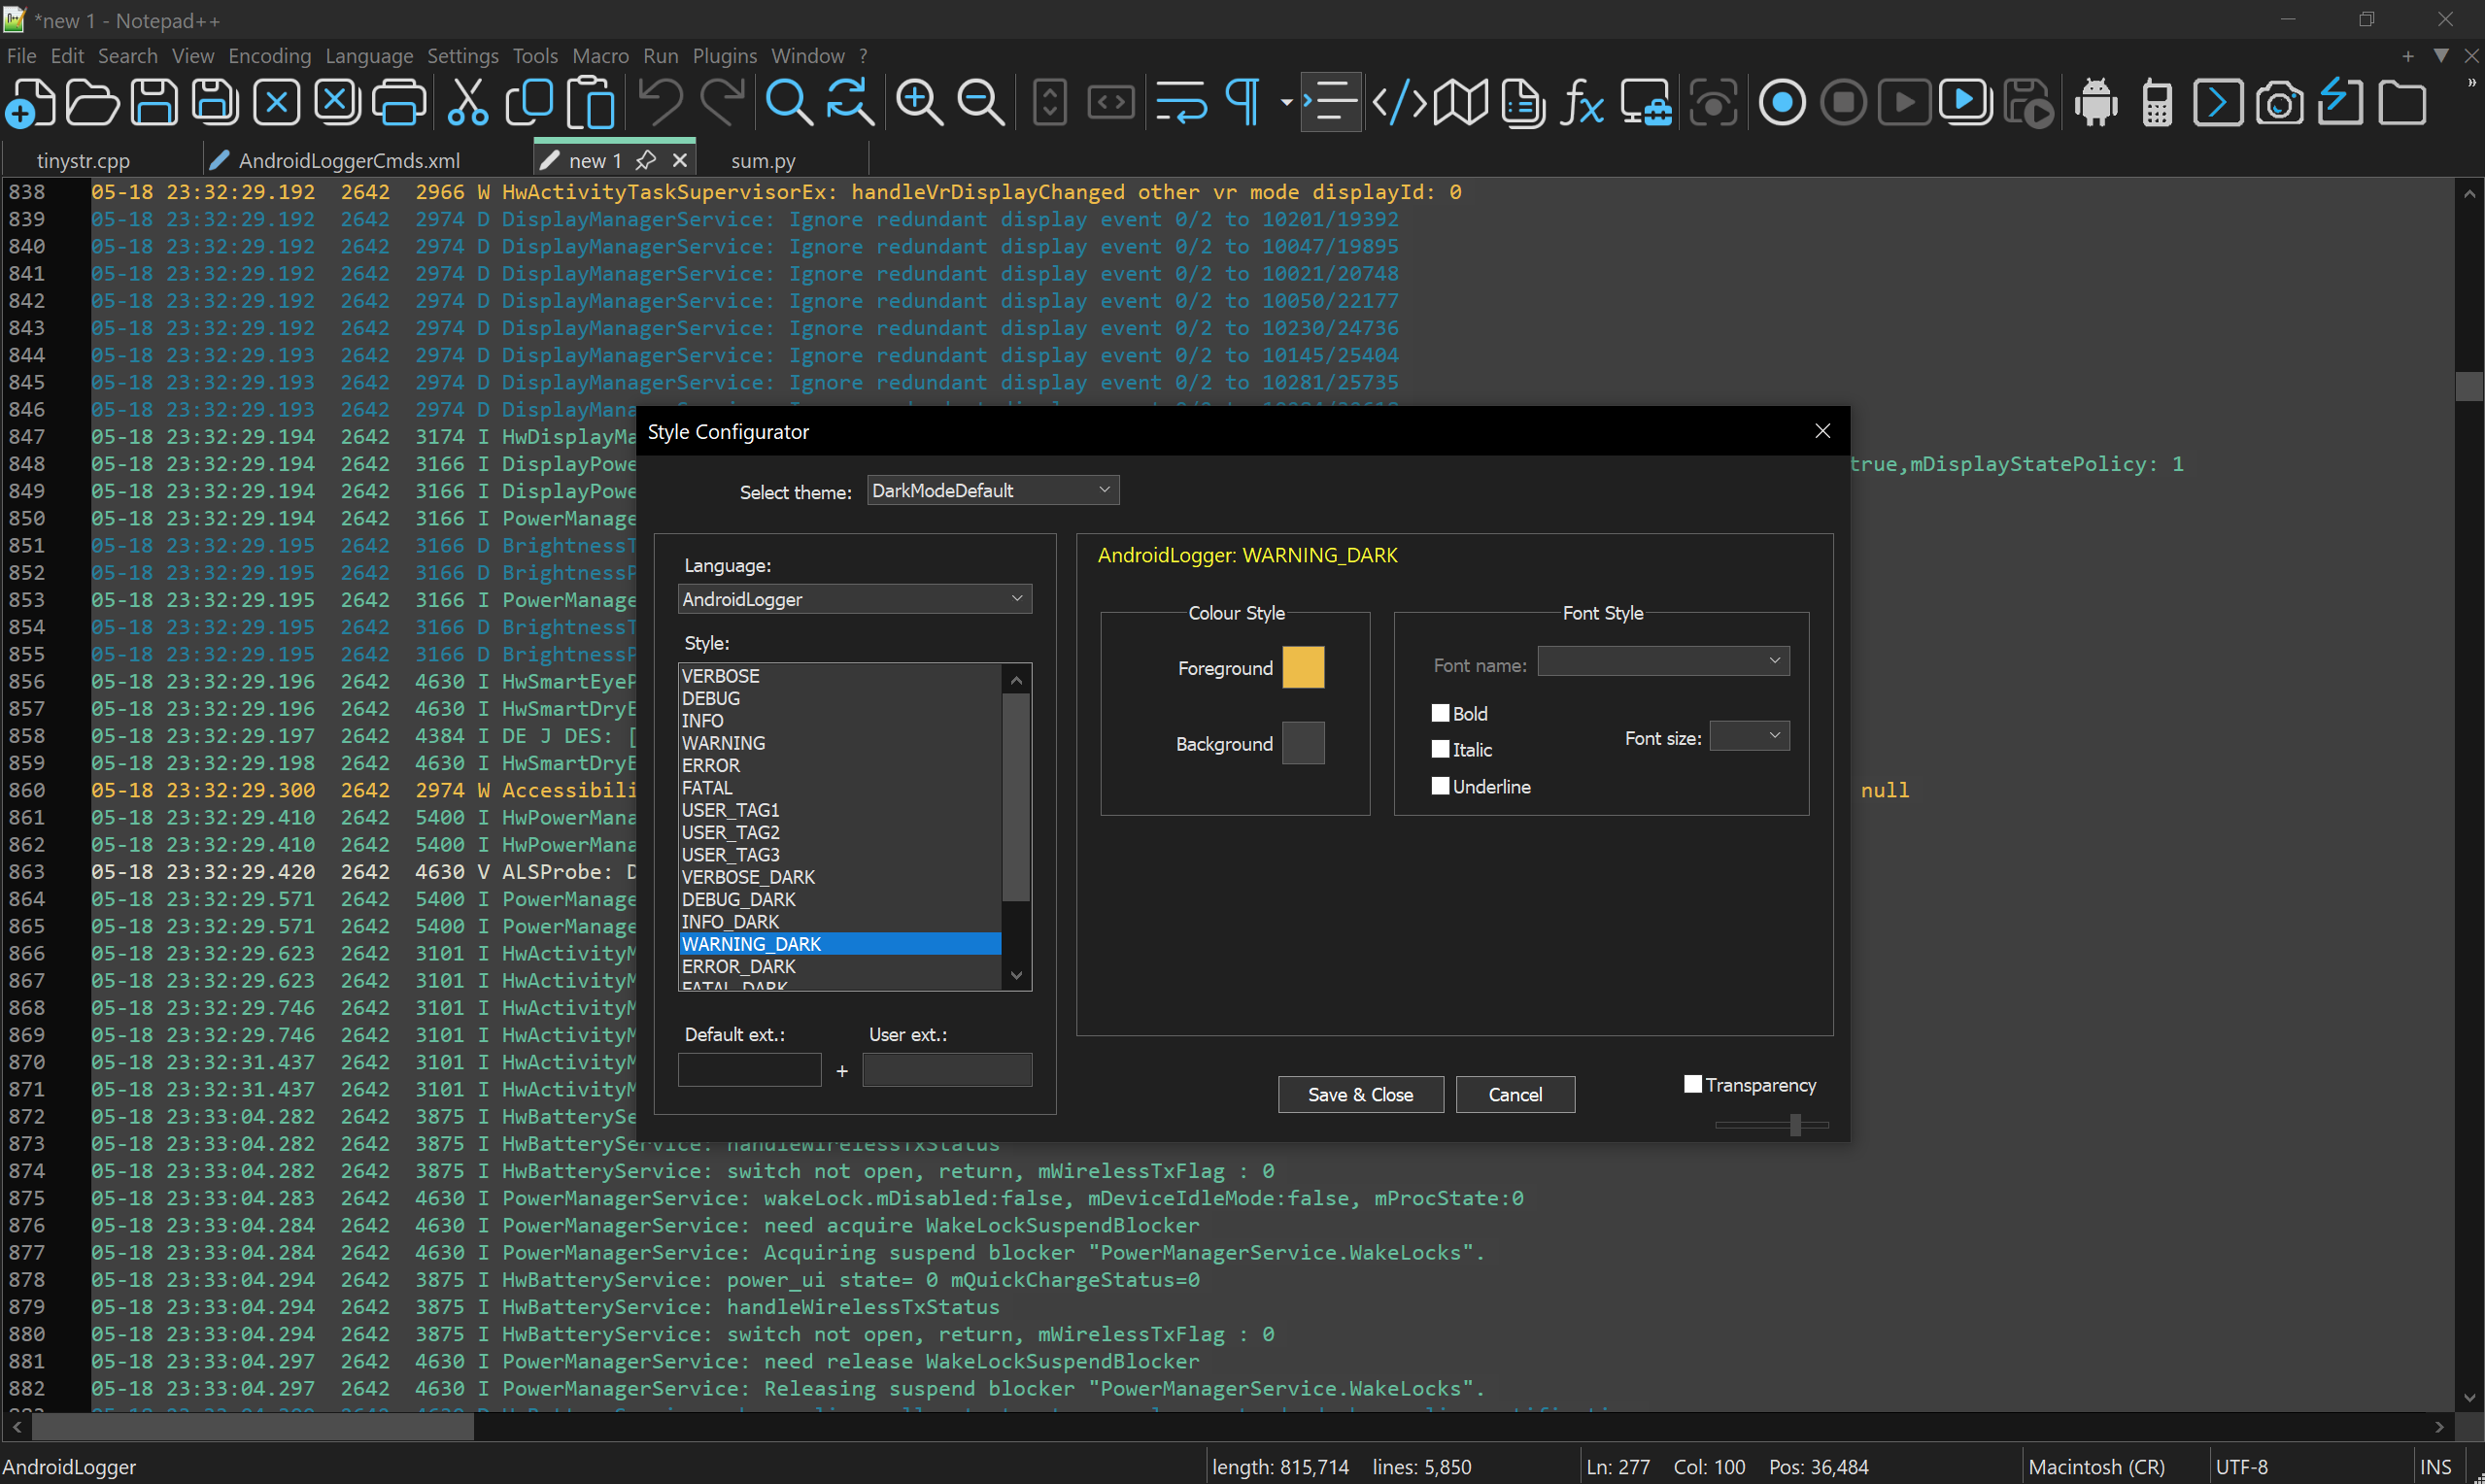 *new 1 - Notepad++
File Edit Search View Encoding Language Settings Tools Macro Run Plugins Window ?
tinystr.cpp AndroidLoggerCmds.xml new 1 sum.py
838 05-18 23:32:29.192 2642 2966 W HwActivityTaskSupervisorEx: handleVrDisplayChanged other vr mode displayId: 0
839 05-18 23:32:29.192 2642 2974 D DisplayManagerService: Ignore redundant display event 0/2 to 10201/19392
840 05-18 23:32:29.192 2642 2974 D DisplayManagerService: Ignore redundant display event 0/2 to 10047/19895
841 05-18 23:32:29.192 2642 2974 D DisplayManagerService: Ignore redundant display event 0/2 to 10021/20748
842 05-18 23:32:29.192 2642 2974 D DisplayManagerService: Ignore redundant display event 0/2 to 10050/22177
843 05-18 23:32:29.192 2642 2974 D DisplayManagerService: Ignore redundant display event 0/2 to 10230/24736
844 05-18 23:32:29.193 2642 2974 D DisplayManagerService: Ignore redundant display event 0/2 to 10145/25404
845 05-18 23:32:29.193 2642 2974 D DisplayManagerService: Ignore redundant display event 0/2 to 10281/25735
846 05-18 23:32:29.193 2642 2974 D DisplayMana
847 05-18 23:32:29.194 2642 3174 I HwDisplayMa
848 05-18 23:32:29.194 2642 3166 I DisplayPowe true,mDisplayStatePolicy: 1
849 05-18 23:32:29.194 2642 3166 I DisplayPowe
850 05-18 23:32:29.194 2642 3166 I PowerManage
851 05-18 23:32:29.195 2642 3166 D BrightnessT
852 05-18 23:32:29.195 2642 3166 D BrightnessP
853 05-18 23:32:29.195 2642 3166 I PowerManage
854 05-18 23:32:29.195 2642 3166 D BrightnessT
855 05-18 23:32:29.195 2642 3166 D BrightnessP
856 05-18 23:32:29.196 2642 4630 I HwSmartEyeP
857 05-18 23:32:29.196 2642 4630 I HwSmartDryE
858 05-18 23:32:29.197 2642 4384 I DE J DES: [
859 05-18 23:32:29.198 2642 4630 I HwSmartDryE
860 05-18 23:32:29.300 2642 2974 W Accessibili null
861 05-18 23:32:29.410 2642 5400 I HwPowerMana
862 05-18 23:32:29.410 2642 5400 I HwPowerMana
863 05-18 23:32:29.420 2642 4630 V ALSProbe: D
864 05-18 23:32:29.571 2642 5400 I PowerManage
865 05-18 23:32:29.571 2642 5400 I PowerManage
866 05-18 23:32:29.623 2642 3101 I HwActivityM
867 05-18 23:32:29.623 2642 3101 I HwActivityM
868 05-18 23:32:29.746 2642 3101 I HwActivityM
869 05-18 23:32:29.746 2642 3101 I HwActivityM
870 05-18 23:32:31.437 2642 3101 I HwActivityM
871 05-18 23:32:31.437 2642 3101 I HwActivityM
872 05-18 23:33:04.282 2642 3875 I HwBatterySe
873 05-18 23:33:04.282 2642 3875 I HwBatteryService: handleWirelessTxStatus
874 05-18 23:33:04.282 2642 3875 I HwBatteryService: switch not open, return, mWirelessTxFlag : 0
875 05-18 23:33:04.283 2642 4630 I PowerManagerService: wakeLock.mDisabled:false, mDeviceIdleMode:false, mProcState:0
876 05-18 23:33:04.284 2642 4630 I PowerManagerService: need acquire WakeLockSuspendBlocker
877 05-18 23:33:04.284 2642 4630 I PowerManagerService: Acquiring suspend blocker "PowerManagerService.WakeLocks".
878 05-18 23:33:04.294 2642 3875 I HwBatteryService: power_ui state= 0 mQuickChargeStatus=0
879 05-18 23:33:04.294 2642 3875 I HwBatteryService: handleWirelessTxStatus
880 05-18 23:33:04.294 2642 3875 I HwBatteryService: switch not open, return, mWirelessTxFlag : 0
881 05-18 23:33:04.297 2642 4630 I PowerManagerService: need release WakeLockSuspendBlocker
882 05-18 23:33:04.297 2642 4630 I PowerManagerService: Releasing suspend blocker "PowerManagerService.WakeLocks".
Style Configurator
Select theme: DarkModeDefault
Language:
AndroidLogger
Style:
VERBOSE
DEBUG
INFO
WARNING
ERROR
FATAL
USER_TAG1
USER_TAG2
USER_TAG3
VERBOSE_DARK
DEBUG_DARK
INFO_DARK
WARNING_DARK
ERROR_DARK
FATAL_DARK
Default ext.: User ext.:
+
AndroidLogger: WARNING_DARK
Colour Style
Foreground
Background
Font Style
Font name:
Bold
Italic
Underline
Font size:
Save & Close Cancel
Transparency
AndroidLogger length: 815,714 lines: 5,850 Ln: 277 Col: 100 Pos: 36,484 Macintosh (CR) UTF-8 INS